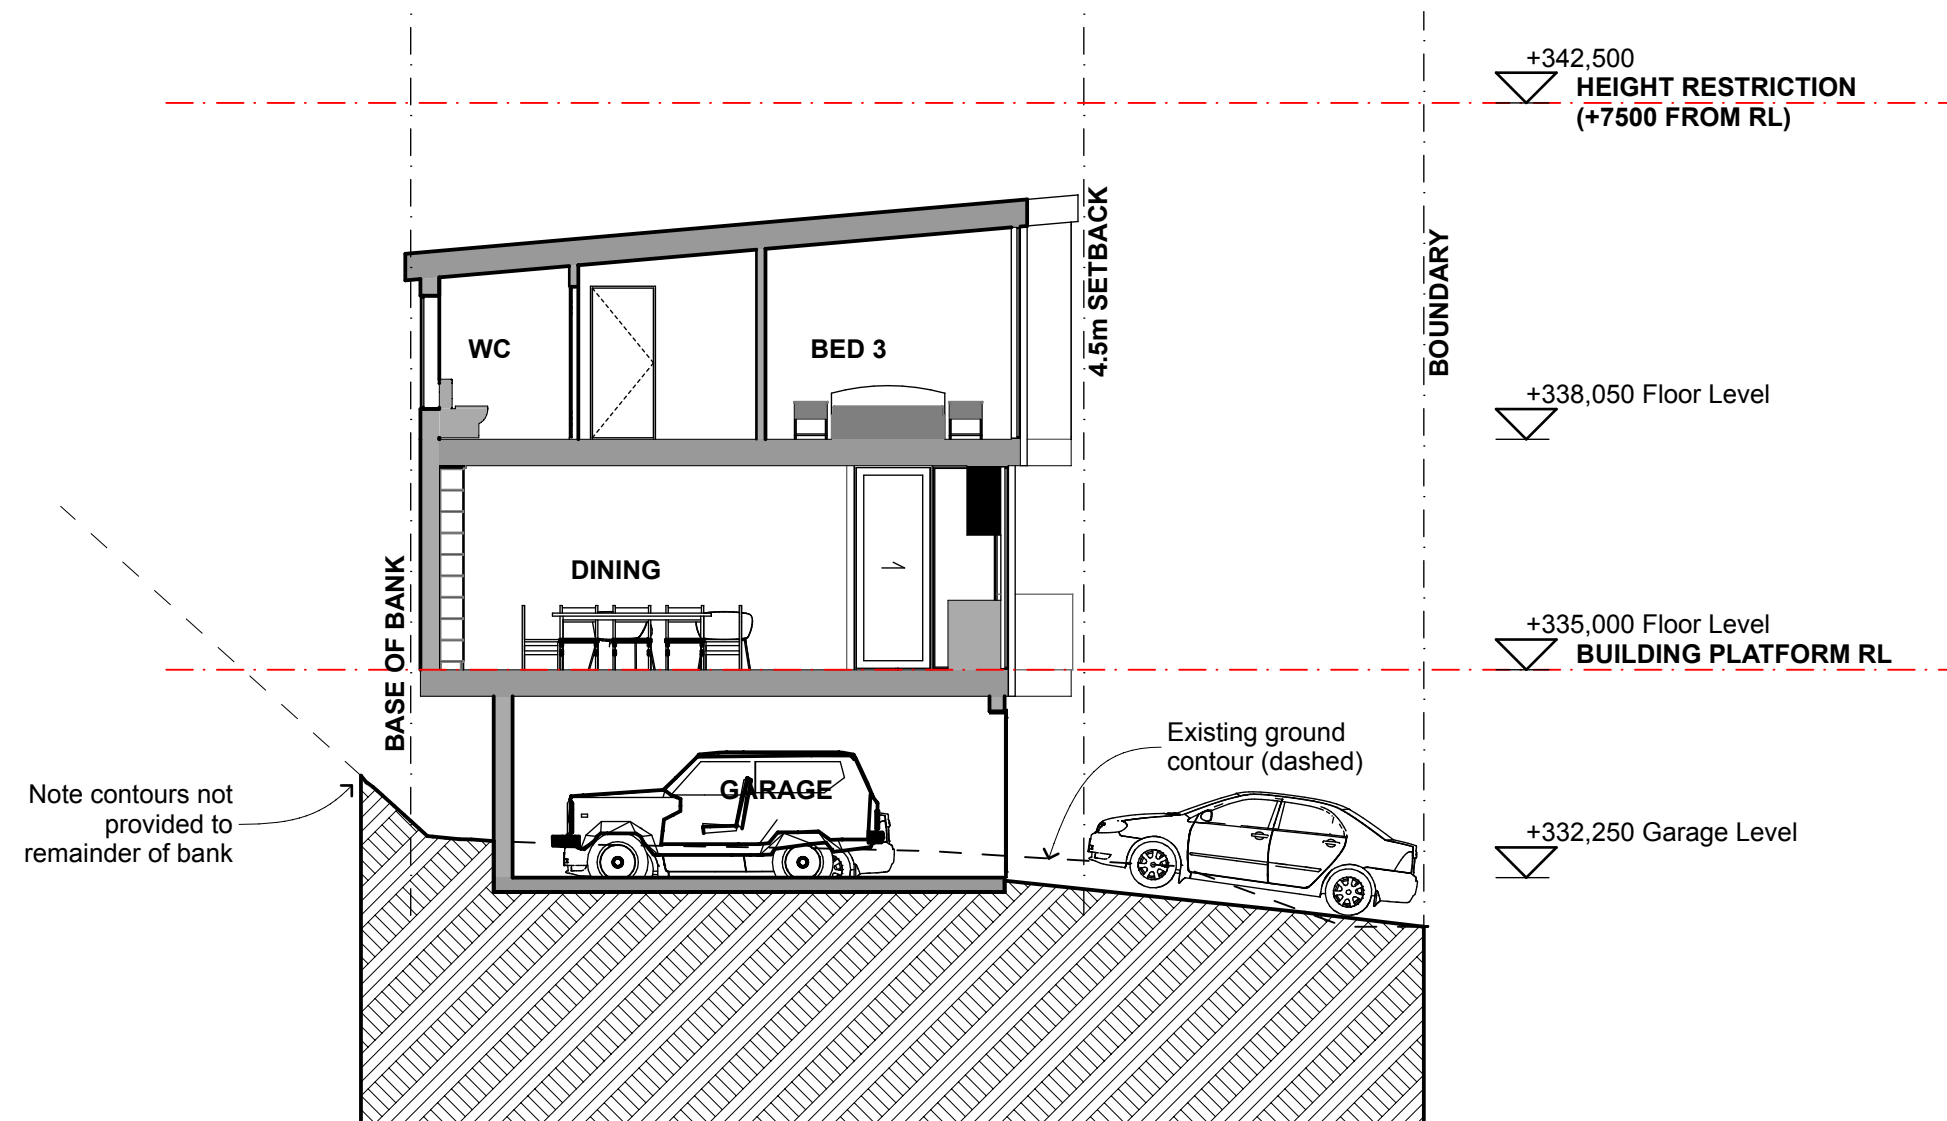 +342,500
HEIGHT RESTRICTION
(+7500 FROM RL)
4.5m SETBACK
BOUNDARY
WC
BED 3
+338,050 Floor Level
DINING
BASE OF BANK
+335,000 Floor Level
BUILDING PLATFORM RL
Existing ground
contour (dashed)
GARAGE
Note contours not
provided to
remainder of bank
+332,250 Garage Level